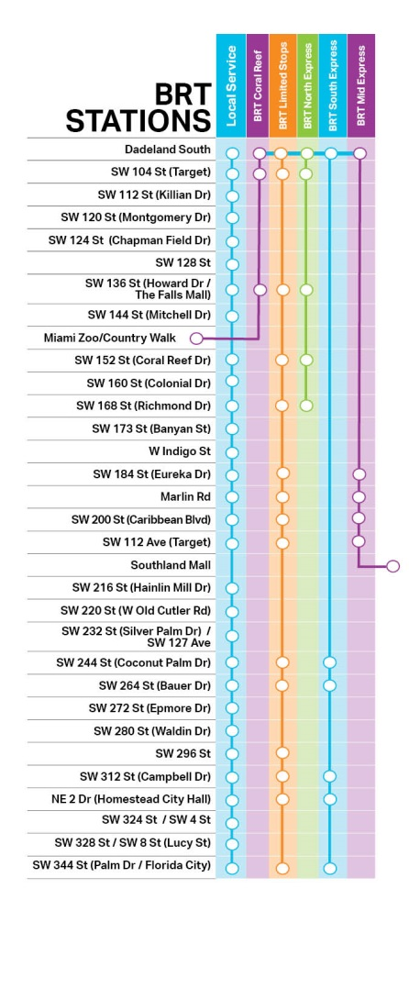 BRT
STATIONS
Local Service
BRT Coral Reef
BRT Limited Stops
BRT North Express
BRT South Express
BRT Mid Express
Dadeland South
SW 104 St (Target)
SW 112 St (Killian Dr)
SW 120 St (Montgomery Dr)
SW 124 St (Chapman Field Dr)
SW 128 St
SW 136 St (Howard Dr /
The Falls Mall)
SW 144 St (Mitchell Dr)
Miami Zoo/Country Walk
SW 152 St (Coral Reef Dr)
SW 160 St (Colonial Dr)
SW 168 St (Richmond Dr)
SW 173 St (Banyan St)
W Indigo St
SW 184 St (Eureka Dr)
Marlin Rd
SW 200 St (Caribbean Blvd)
SW 112 Ave (Target)
Southland Mall
SW 216 St (Hainlin Mill Dr)
SW 220 St (W Old Cutler Rd)
SW 232 St (Silver Palm Dr) /
SW 127 Ave
SW 244 St (Coconut Palm Dr)
SW 264 St (Bauer Dr)
SW 272 St (Epmore Dr)
SW 280 St (Waldin Dr)
SW 296 St
SW 312 St (Campbell Dr)
NE 2 Dr (Homestead City Hall)
SW 324 St / SW 4 St
SW 328 St / SW 8 St (Lucy St)
SW 344 St (Palm Dr / Florida City)